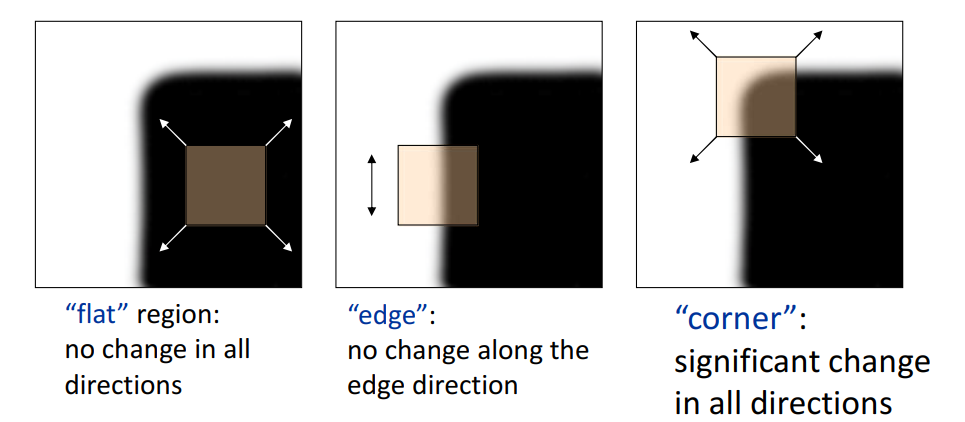 “flat” region:
no change in all
directions
“edge”:
no change along the
edge direction
“corner”:
significant change
in all directions